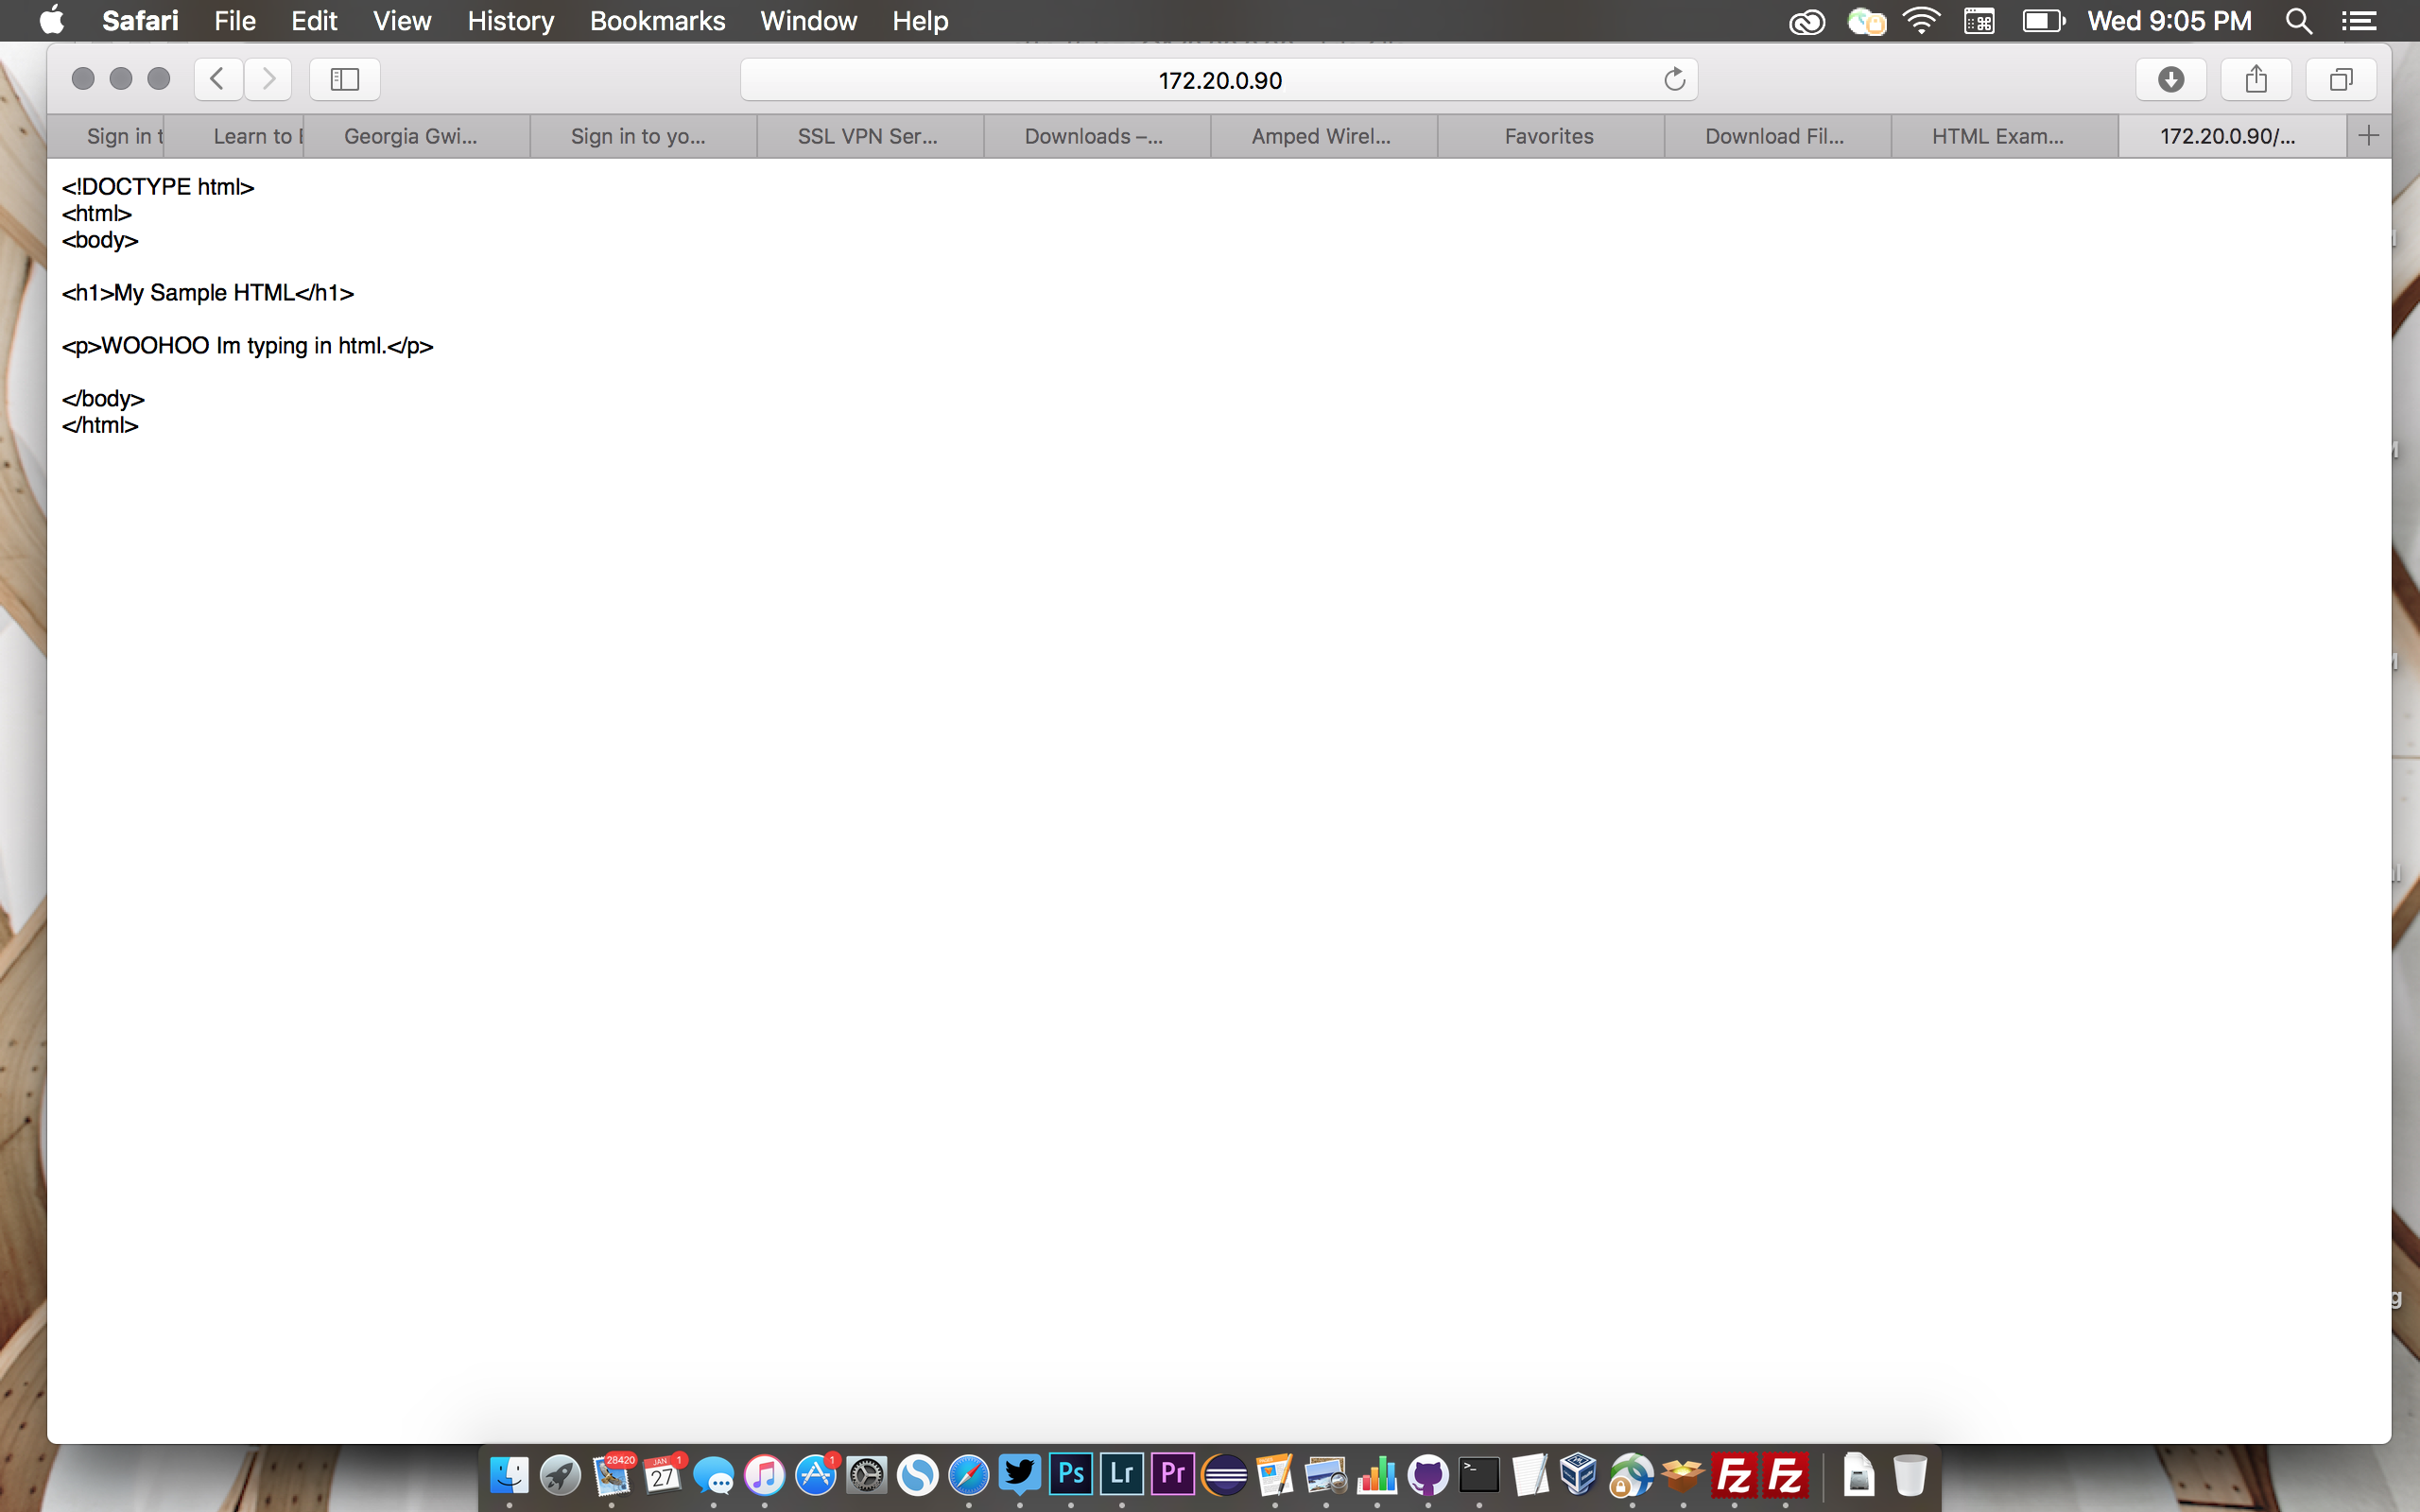 Safari File Edit View History Bookmarks Window Help Wed 9:05 PM
172.20.0.90
Sign in t Learn to Georgia Gwi... Sign in to yo... SSL VPN Ser... Downloads –... Amped Wirel... Favorites Download Fil... HTML Exam... 172.20.0.90/...
<!DOCTYPE html>
<html>
<body>
<h1>My Sample HTML</h1>
<p>WOOHOO Im typing in html.</p>
</body>
</html>
28420 JAN 1 27 1 Ps Lr Pr >_ Fz Fz